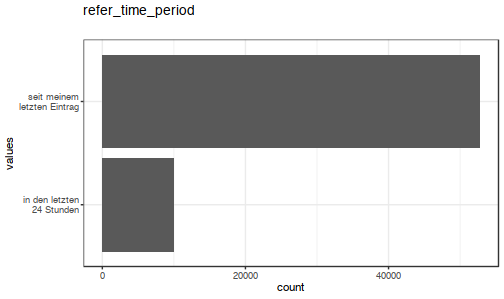 refer_time_period
seit meinem
letzten Eintrag
in den letzten
24 Stunden
values
0
20000
40000
count